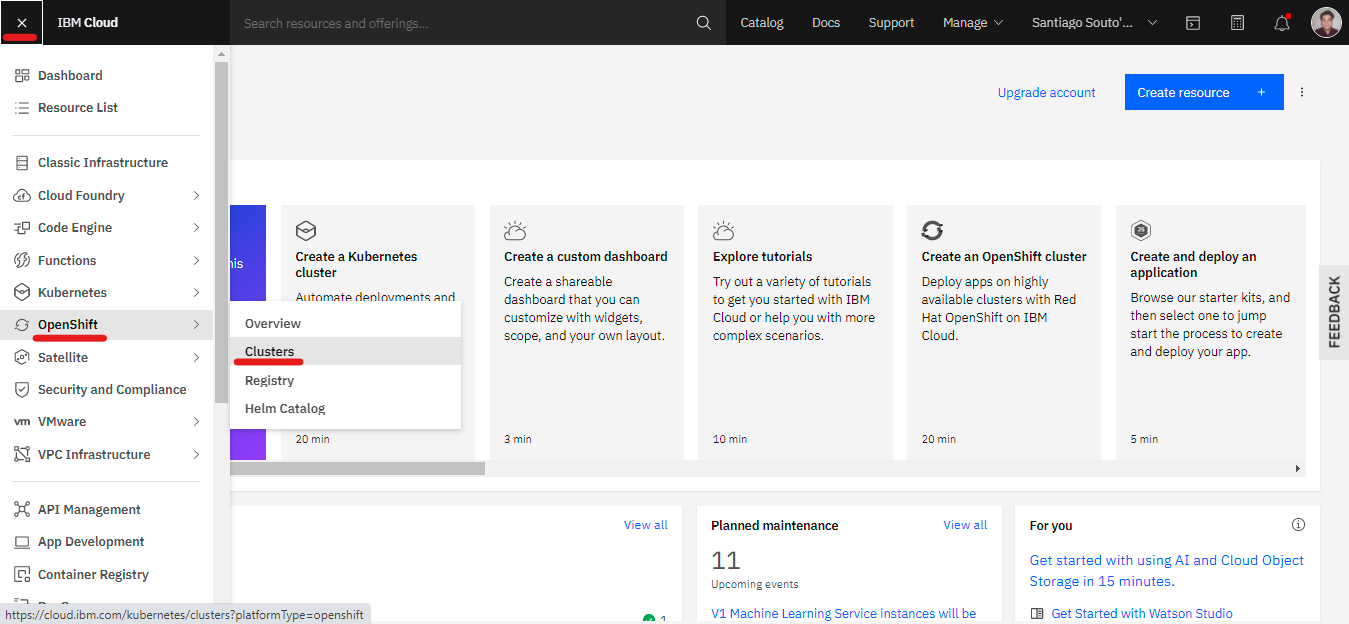 IBM Cloud
Search resources and offerings...
Catalog
Docs
Support
Manage
Santiago Souto'...
Dashboard
Resource List
Classic Infrastructure
Cloud Foundry
Code Engine
Functions
Kubernetes
OpenShift
Satellite
Security and Compliance
vm VMware
VPC Infrastructure
API Management
App Development
Container Registry
Overview
Clusters
Registry
Helm Catalog
Upgrade account
Create resource +
Create a Kubernetes
cluster
Automate deployments and
20 min
Create a custom dashboard
Create a shareable
dashboard that you can
customize with widgets,
scope, and your own layout.
3 min
Explore tutorials
Try out a variety of tutorials
to get you started with IBM
Cloud or help you with more
complex scenarios.
10 min
Create an OpenShift cluster
Deploy apps on highly
available clusters with Red
Hat OpenShift on IBM
Cloud.
20 min
JS
Create and deploy an
application
Browse our starter kits, and
then select one to jump
start the process to create
and deploy your app.
5 min
FEEDBACK
View all
Planned maintenance
View all
11
Upcoming events
V1 Machine Learning Service instances will be
For you
Get started with using AI and Cloud Object
Storage in 15 minutes.
Get Started with Watson Studio
https://cloud.ibm.com/kubernetes/clusters?platformType=openshift